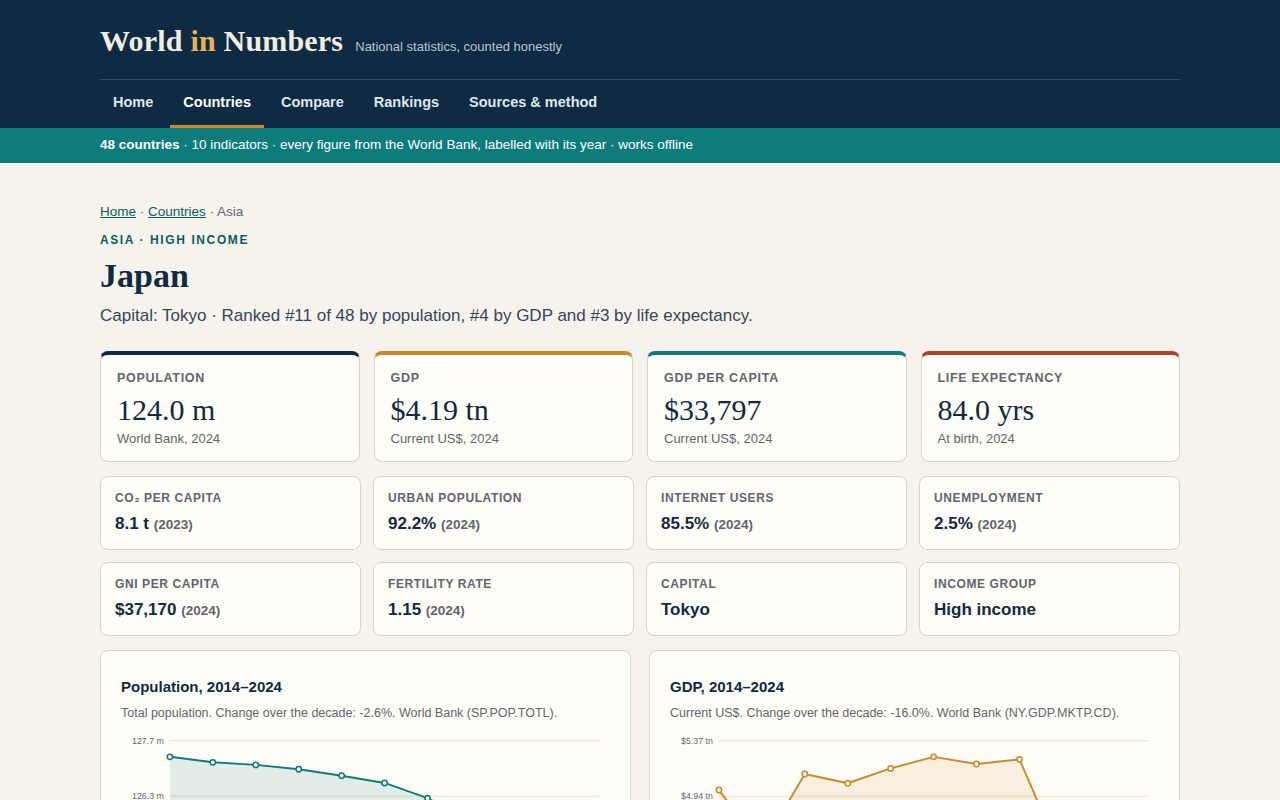 World in Numbers National statistics, counted honestly
Home Countries Compare Rankings Sources & method
48 countries · 10 indicators · every figure from the World Bank, labelled with its year · works offline
Home · Countries · Asia
ASIA · HIGH INCOME
Japan
Capital: Tokyo · Ranked #11 of 48 by population, #4 by GDP and #3 by life expectancy.
POPULATION
124.0 m
World Bank, 2024
GDP
$4.19 tn
Current US$, 2024
GDP PER CAPITA
$33,797
Current US$, 2024
LIFE EXPECTANCY
84.0 yrs
At birth, 2024
CO₂ PER CAPITA
8.1 t (2023)
URBAN POPULATION
92.2% (2024)
INTERNET USERS
85.5% (2024)
UNEMPLOYMENT
2.5% (2024)
GNI PER CAPITA
$37,170 (2024)
FERTILITY RATE
1.15 (2024)
CAPITAL
Tokyo
INCOME GROUP
High income
Population, 2014–2024
Total population. Change over the decade: -2.6%. World Bank (SP.POP.TOTL).
127.7 m
126.3 m
GDP, 2014–2024
Current US$. Change over the decade: -16.0%. World Bank (NY.GDP.MKTP.CD).
$5.37 tn
$4.94 tn